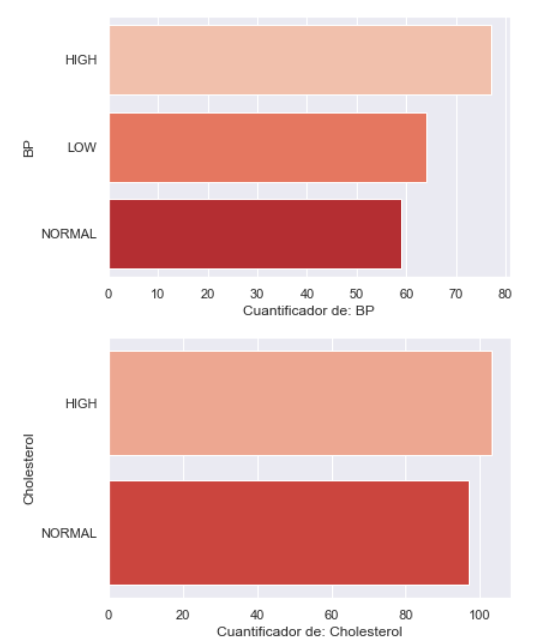 HIGH
BP
LOW
NORMAL
0 10 20 30 40 50 60 70 80
Cuantificador de: BP
HIGH
Cholesterol
NORMAL
0 20 40 60 80 100
Cuantificador de: Cholesterol